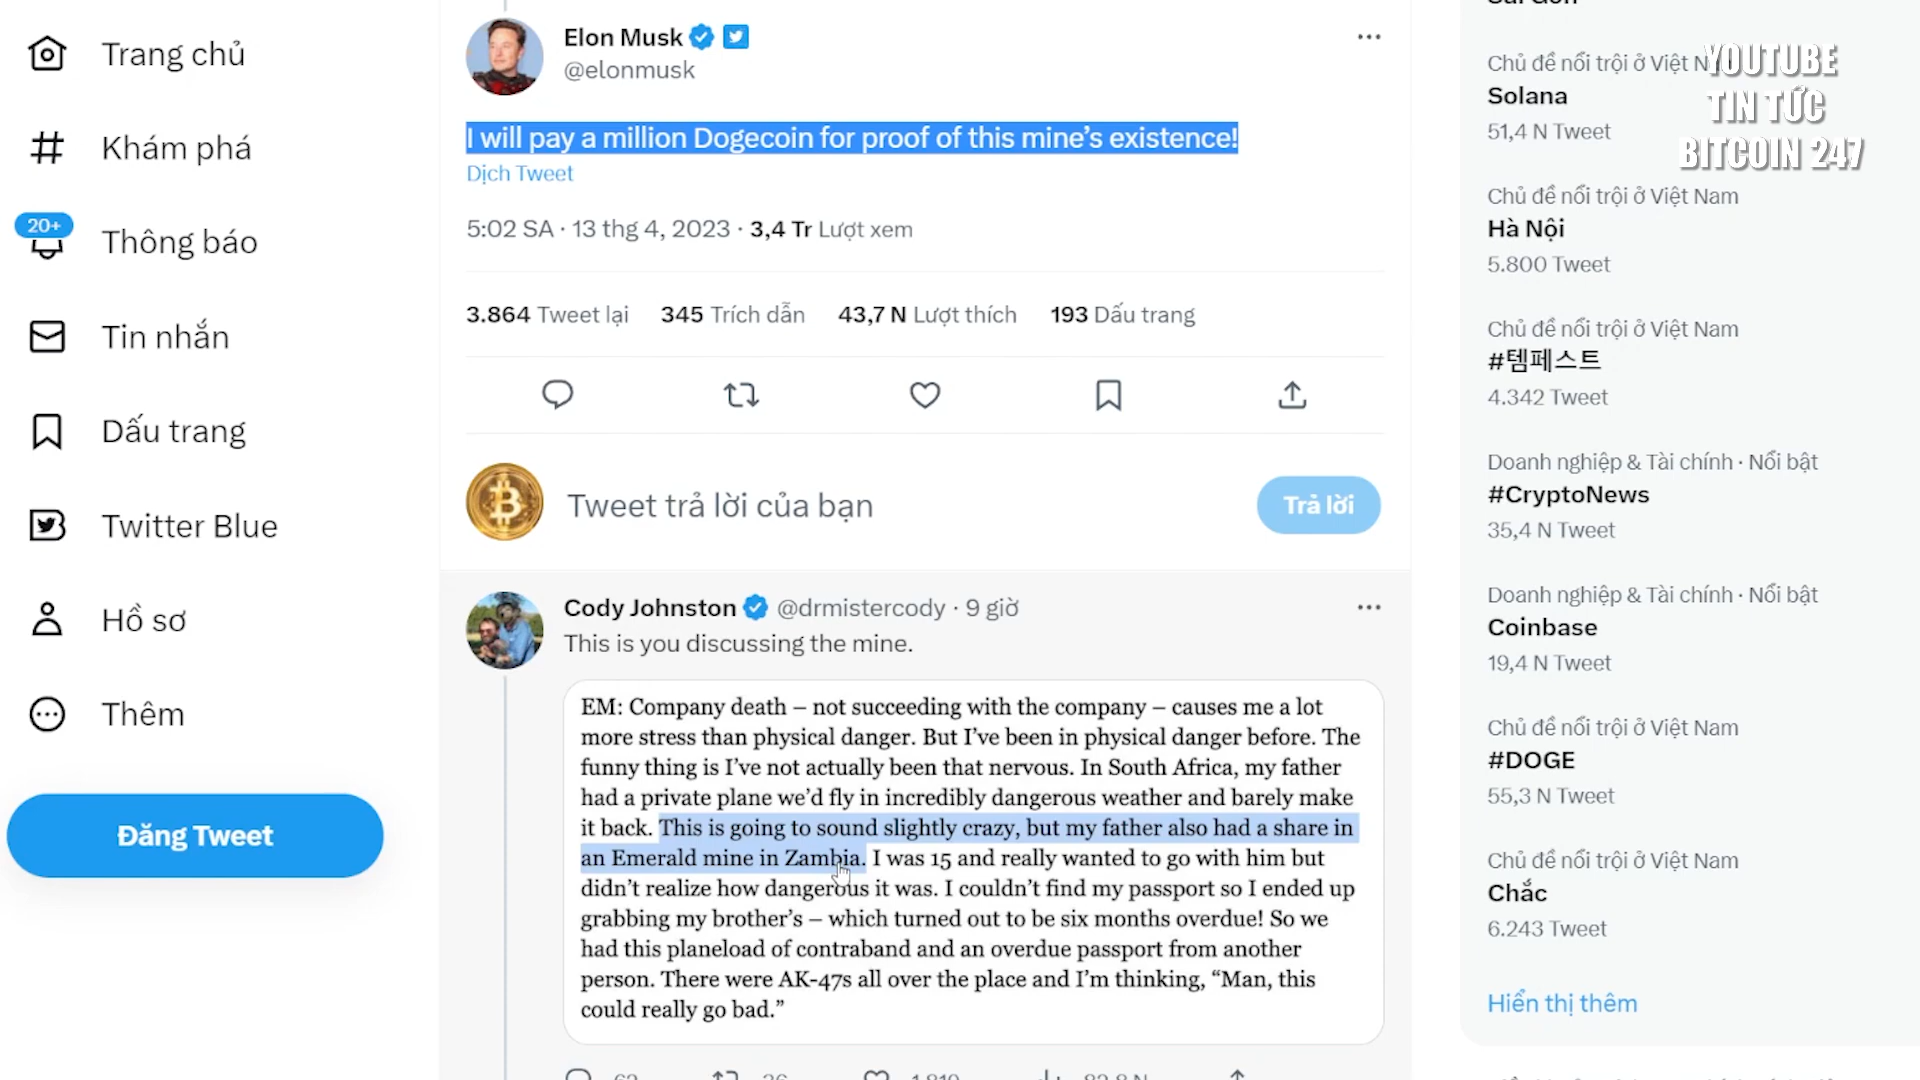 Trang chủ
Khám phá
20+
Thông báo
Tin nhắn
Dấu trang
Twitter Blue
Hồ sơ
Thêm
Đăng Tweet
Elon Musk
@elonmusk
I will pay a million Dogecoin for proof of this mine’s existence!
Dịch Tweet
5:02 SA · 13 thg 4, 2023 · 3,4 Tr Lượt xem
3.864 Tweet lại 345 Trích dẫn 43,7 N Lượt thích 193 Dấu trang
Tweet trả lời của bạn
Trả lời
Cody Johnston @drmistercody · 9 giờ
This is you discussing the mine.
EM: Company death – not succeeding with the company – causes me a lot
more stress than physical danger. But I’ve been in physical danger before. The
funny thing is I’ve not actually been that nervous. In South Africa, my father
had a private plane we’d fly in incredibly dangerous weather and barely make
it back. This is going to sound slightly crazy, but my father also had a share in
an Emerald mine in Zambia. I was 15 and really wanted to go with him but
didn’t realize how dangerous it was. I couldn’t find my passport so I ended up
grabbing my brother’s – which turned out to be six months overdue! So we
had this planeload of contraband and an overdue passport from another
person. There were AK-47s all over the place and I’m thinking, “Man, this
could really go bad.”
Sài Gòn
Chủ đề nổi trội ở Việt Nam
Solana
51,4 N Tweet
Chủ đề nổi trội ở Việt Nam
Hà Nội
5.800 Tweet
Chủ đề nổi trội ở Việt Nam
#템페스트
4.342 Tweet
Doanh nghiệp & Tài chính · Nổi bật
#CryptoNews
35,4 N Tweet
Doanh nghiệp & Tài chính · Nổi bật
Coinbase
19,4 N Tweet
Chủ đề nổi trội ở Việt Nam
#DOGE
55,3 N Tweet
Chủ đề nổi trội ở Việt Nam
Chắc
6.243 Tweet
Hiển thị thêm
YOUTUBE
TIN TỨC
BITCOIN 247